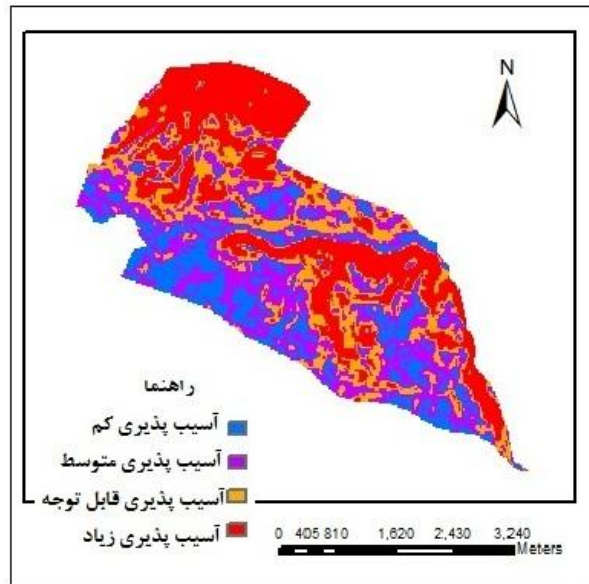 N
راهنما
آسیب پذیری کم
آسیب پذیری متوسط
آسیب پذیری قابل توجه
آسیب پذیری زیاد
0 405 810 1,620 2,430 3,240
Meters